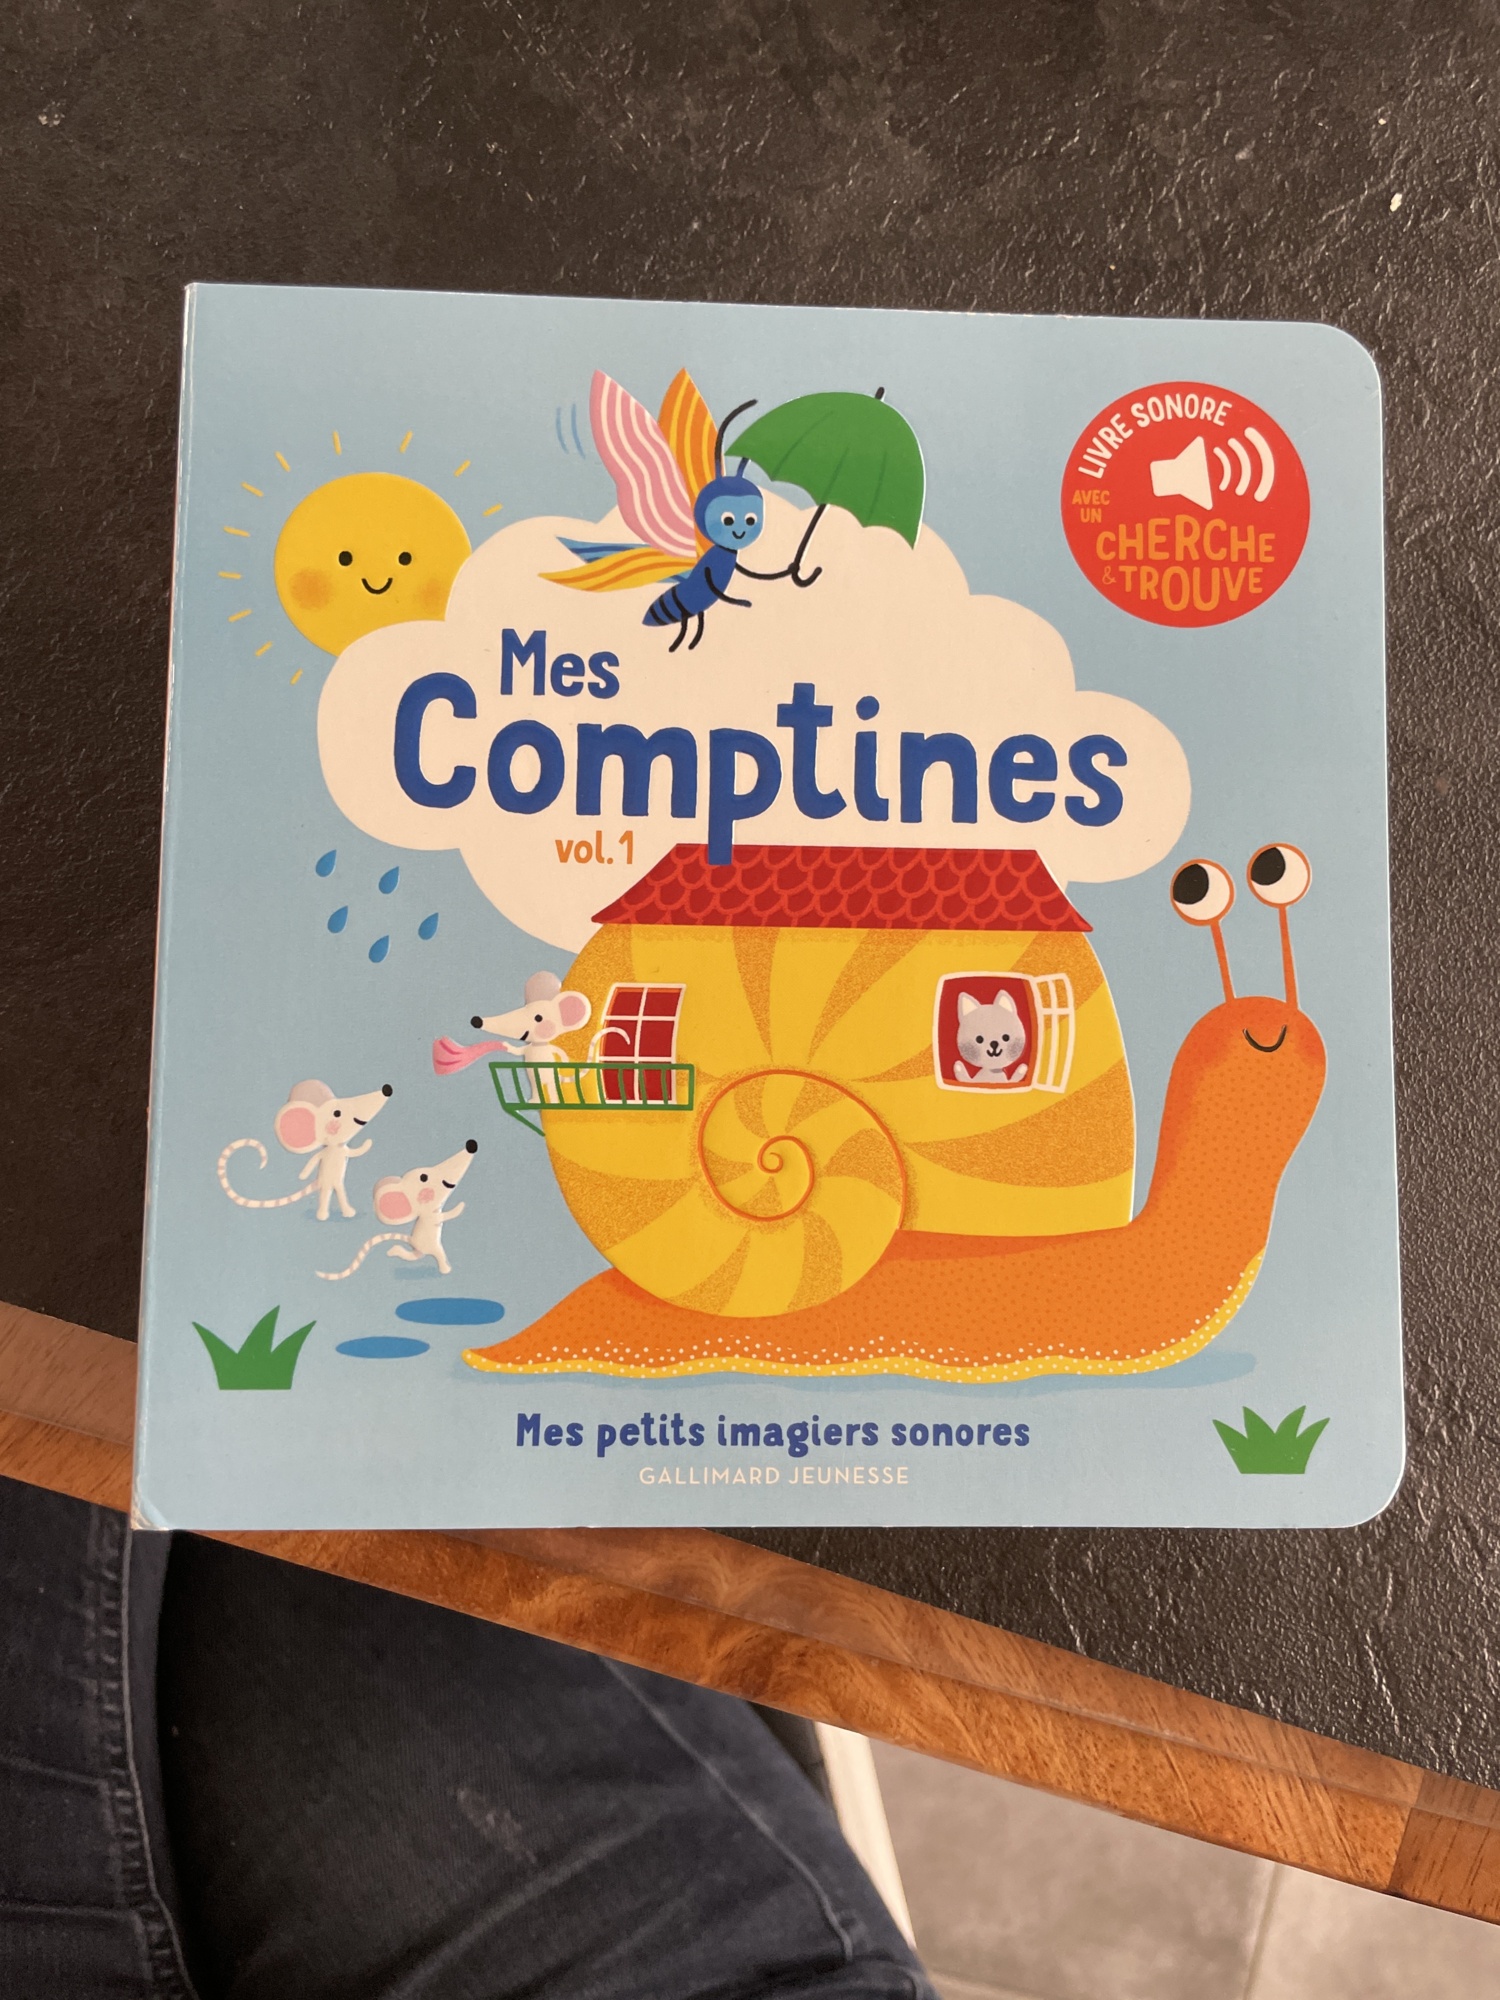 LIVRE SONORE
AVEC
UN
CHERCHE
& TROUVE
Mes
Comptines
vol.1
Mes petits imagiers sonores
GALLIMARD JEUNESSE